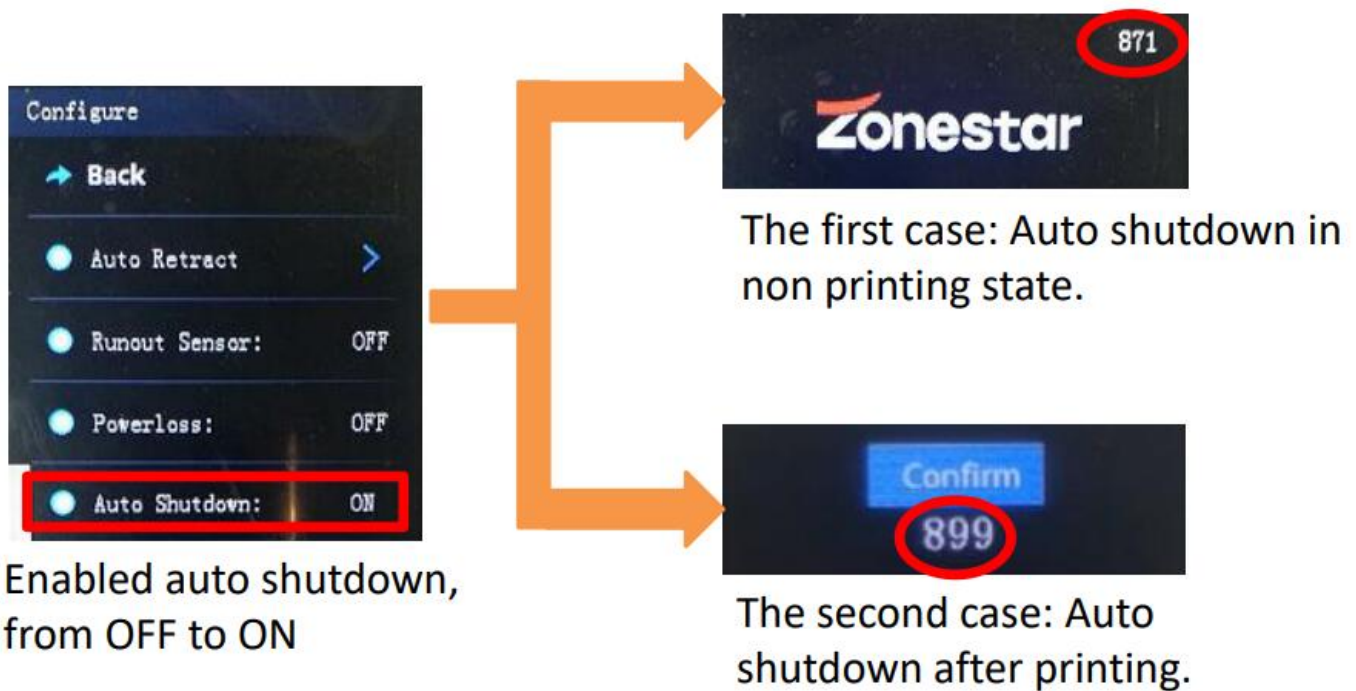 Configure
Back
Auto Retract >
Runout Sensor: OFF
Powerloss: OFF
Auto Shutdown: ON
Enabled auto shutdown,
from OFF to ON
871
Zonestar
The first case: Auto shutdown in
non printing state.
Confirm
899
The second case: Auto
shutdown after printing.